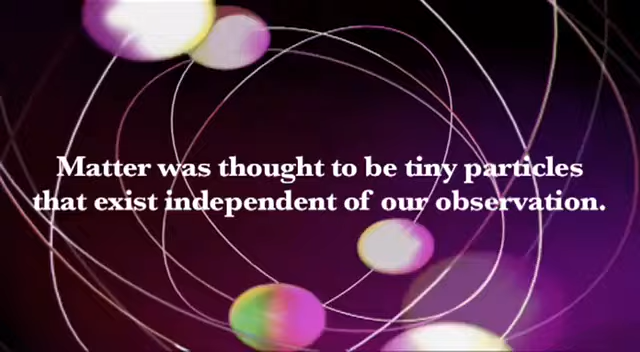 Matter was thought to be tiny particles
that exist independent of our observation.